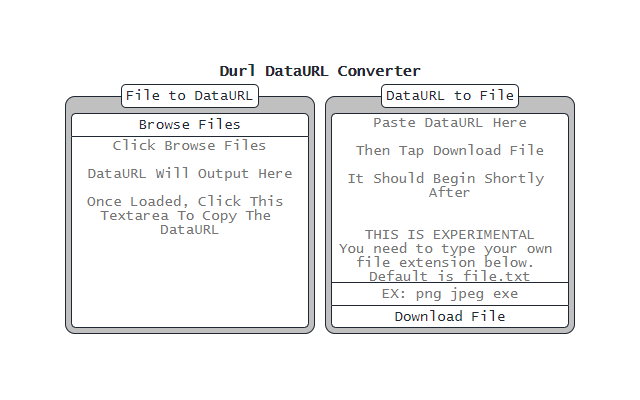 Durl DataURL Converter
File to DataURL
Browse Files
Click Browse Files
DataURL Will Output Here
Once Loaded, Click This
Textarea To Copy The
DataURL
DataURL to File
Paste DataURL Here
Then Tap Download File
It Should Begin Shortly
After
THIS IS EXPERIMENTAL
You need to type your own
file extension below.
Default is file.txt
EX: png jpeg exe
Download File